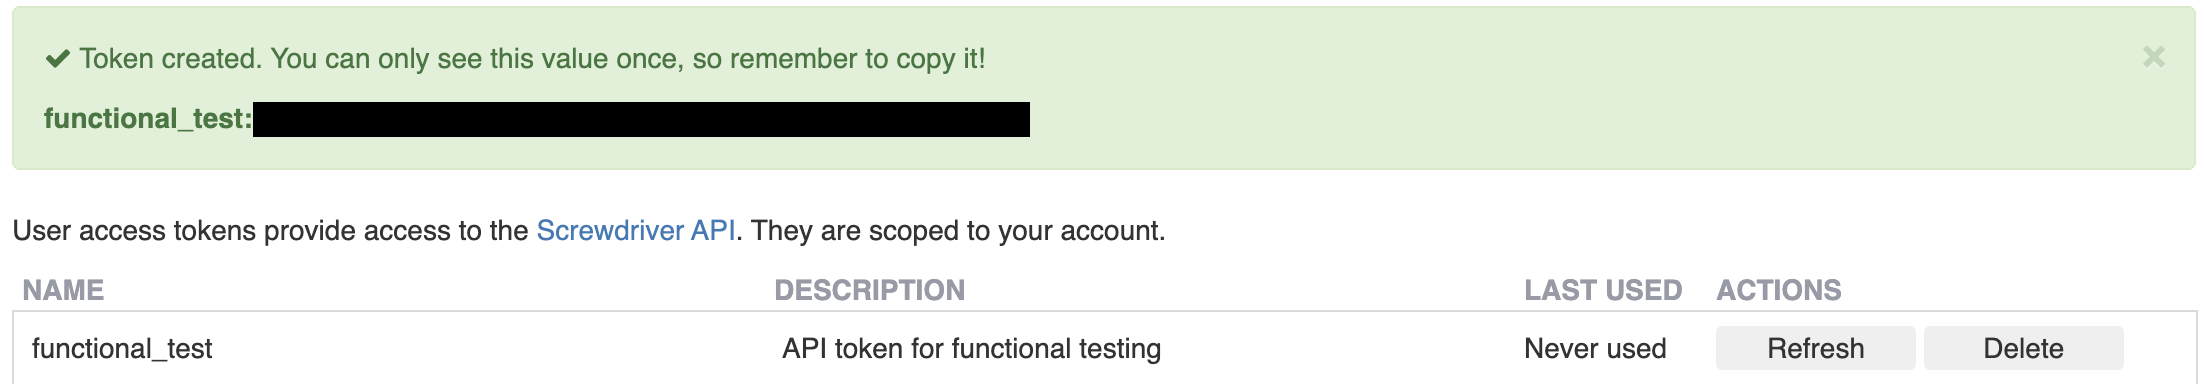 ✔ Token created. You can only see this value once, so remember to copy it!
functional_test:
User access tokens provide access to the Screwdriver API. They are scoped to your account.
NAME DESCRIPTION LAST USED ACTIONS
functional_test API token for functional testing Never used Refresh Delete